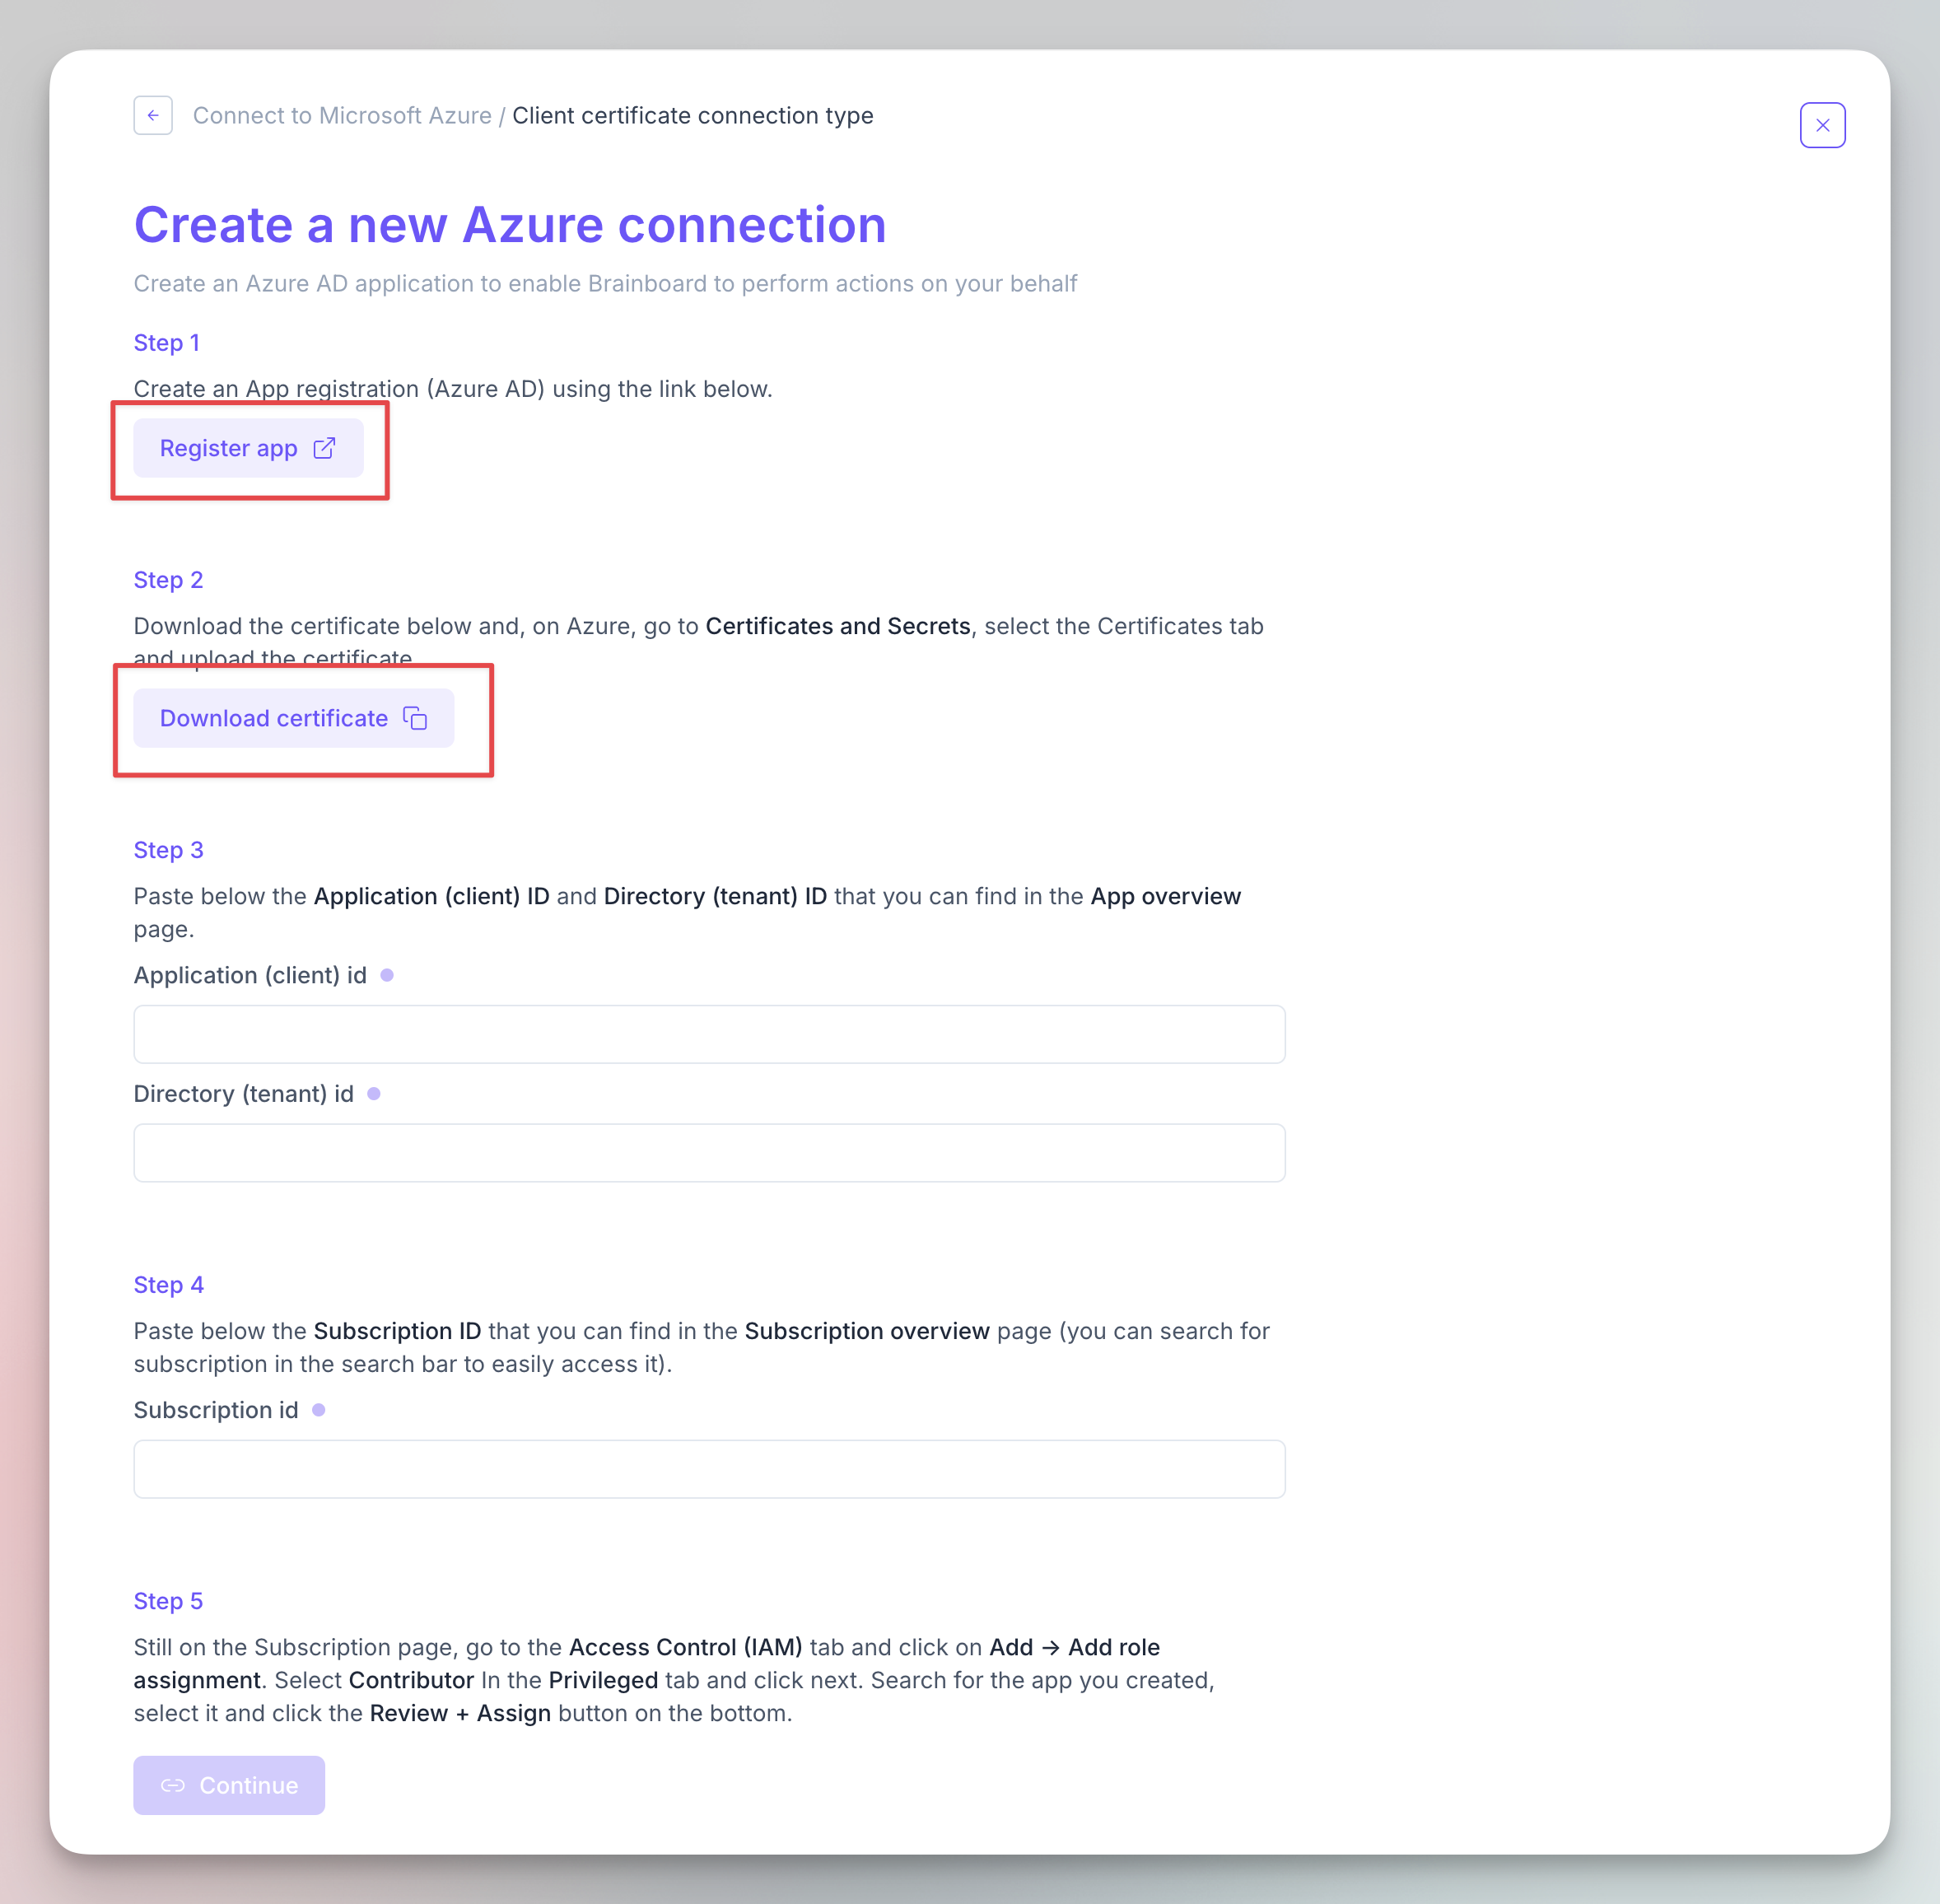 Connect to Microsoft Azure / Client certificate connection type
Create a new Azure connection
Create an Azure AD application to enable Brainboard to perform actions on your behalf
Step 1
Create an App registration (Azure AD) using the link below.
Register app
Step 2
Download the certificate below and, on Azure, go to Certificates and Secrets, select the Certificates tab
and upload the certificate
Download certificate
Step 3
Paste below the Application (client) ID and Directory (tenant) ID that you can find in the App overview
page.
Application (client) id
Directory (tenant) id
Step 4
Paste below the Subscription ID that you can find in the Subscription overview page (you can search for
subscription in the search bar to easily access it).
Subscription id
Step 5
Still on the Subscription page, go to the Access Control (IAM) tab and click on Add → Add role
assignment. Select Contributor In the Privileged tab and click next. Search for the app you created,
select it and click the Review + Assign button on the bottom.
Continue